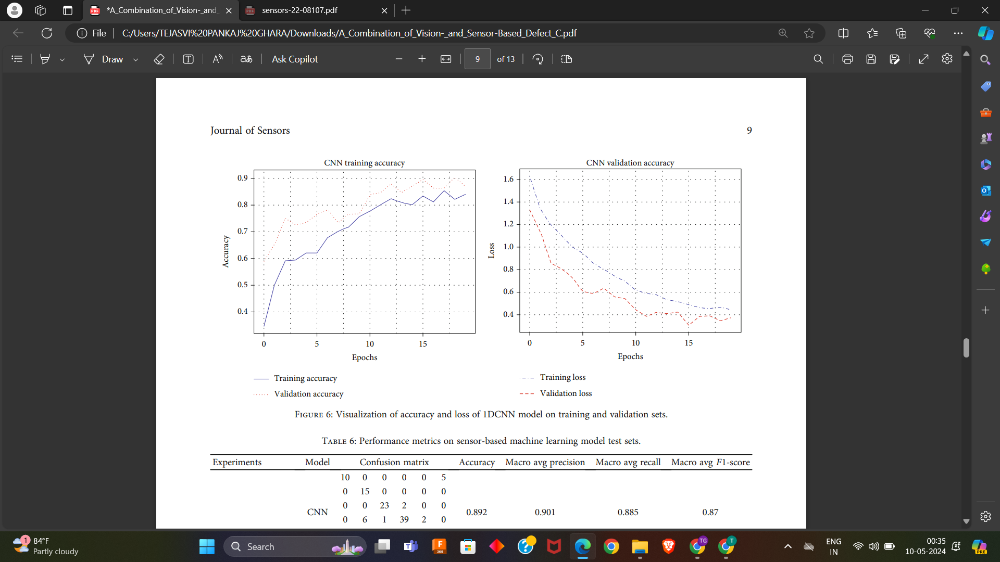 *A_Combination_of_Vision-_and_
sensors-22-08107.pdf
File
C:/Users/TEJASVI%20PANKAJ%20GHARA/Downloads/A_Combination_of_Vision-_and_Sensor-Based_Defect_C.pdf
Draw
aあ
Ask Copilot
9
of 13
Journal of Sensors
9
CNN training accuracy
0.9
0.8
0.7
0.6
0.5
0.4
Accuracy
0 5 10 15
Epochs
Training accuracy
Validation accuracy
CNN validation accuracy
1.6
1.4
1.2
1.0
0.8
0.6
0.4
Loss
0 5 10 15
Epochs
Training loss
Validation loss
FIGURE 6: Visualization of accuracy and loss of 1DCNN model on training and validation sets.
TABLE 6: Performance metrics on sensor-based machine learning model test sets.
Experiments Model Confusion matrix Accuracy Macro avg precision Macro avg recall Macro avg F1-score
10 0 0 0 0 5
0 15 0 0 0 0
0 0 23 2 0 0
CNN 0.892 0.901 0.885 0.87
0 6 1 39 2 0
1
84°F
Partly cloudy
Search
F
360
TG
T
ENG
IN
00:35
10-05-2024
PRE